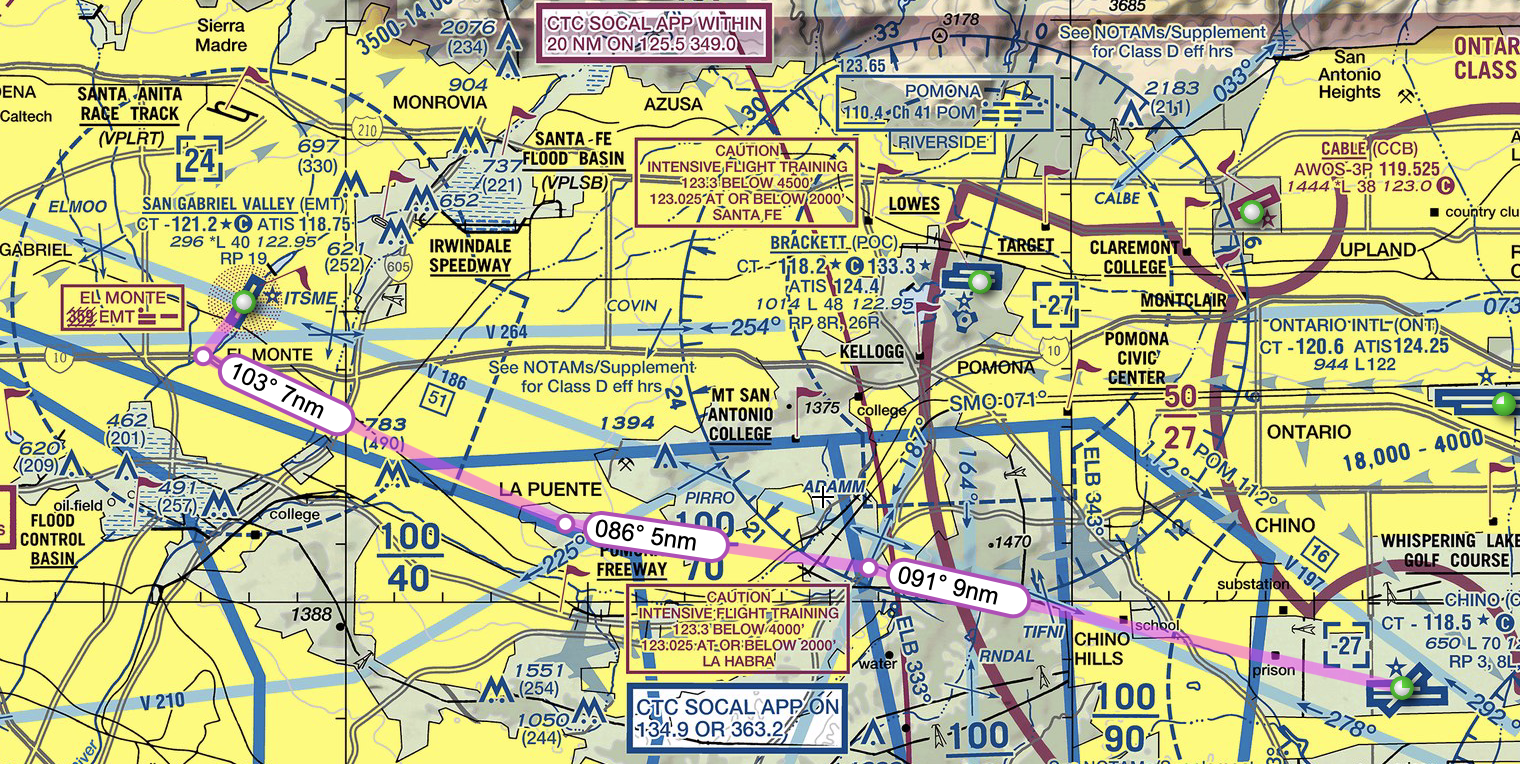 Sierra
Madre
3500-14,0
2076
(234)
CTC SOCAL APP WITHIN
20 NM ON 125.5 349.0
33
3178
0
3685
See NOTAMs/Supplement
for Class D eff hrs
San
Antonio
Heights
ONTAR
CLASS
DENA
Caltech
SANTA ANITA
RACE TRACK
(VPLRT)
24
904
MONROVIA
210
697
(330)
AZUSA
30
123.65
POMONA
110.4 Ch 41 POM
RIVERSIDE
2183
(211)
033°
SANTA FE
FLOOD BASIN
(VPLSB)
737
(221)
652
CAUTION
INTENSIVE FLIGHT TRAINING
123.3 BELOW 4500'
123.025 AT OR BELOW 2000'
SANTA FE
LOWES
TARGET
CALBE
CABLE (CCB)
AWOS-3P 119.525
1444 *L 38 123.0 C
country clu
6
UPLAND
ELMOO
GABRIEL
SAN GABRIEL VALLEY (EMT)
CT - 121.2 ★ C ATIS 118.75
296 *L 40 122.95
RP 19
621
(252)
605
IRWINDALE
SPEEDWAY
BRACKETT (POC)
CT - 118.2 ★ C 133.3 ★
ATIS 124.4
1014 L 48 122.95
RP 8R, 26R
CLAREMONT
COLLEGE
MONTCLAIR
27
EL MONTE
359 EMT
ITSME
COVIN
V 264
254°
073
KELLOGG
POMONA
10
POMONA
CIVIC
CENTER
ONTARIO INTL (ONT)
CT - 120.6 ATIS 124.25
944 L 122
10
EL MONTE
103° 7nm
See NOTAMs/Supplement
for Class D eff hrs
V 186
51
24
MT SAN
ANTONIO
COLLEGE
1375
college
SMO 071°
50
27
ONTARIO
18,000 - 4000
462
(201)
620
(209)
783
(490)
1394
087°
164°
ELB 343°
112° POM 112°
oil field
491
(257)
FLOOD
CONTROL
BASIN
college
LA PUENTE
PIRRO
ADAMM
100
70
21
12
CHINO
100
40
225°
086° 5nm
POMONA
FREEWAY
1470
16
V 197
WHISPERING LAKE
GOLF COURSE
091° 9nm
substation
1388
CAUTION
INTENSIVE FLIGHT TRAINING
123.3 BELOW 4000'
123.025 AT OR BELOW 2000'
LA HABRA
18
ELB 333°
TIFNI
school
CHINO
HILLS
CHINO (C
CT - 118.5 ★ C
650 L 70 12
RP 3, 8L
27
prison
water
RNDAL
1551
(254)
V 210
1050
(244)
CTC SOCAL APP ON
134.9 OR 363.2
100
100
90
278°
292°
river